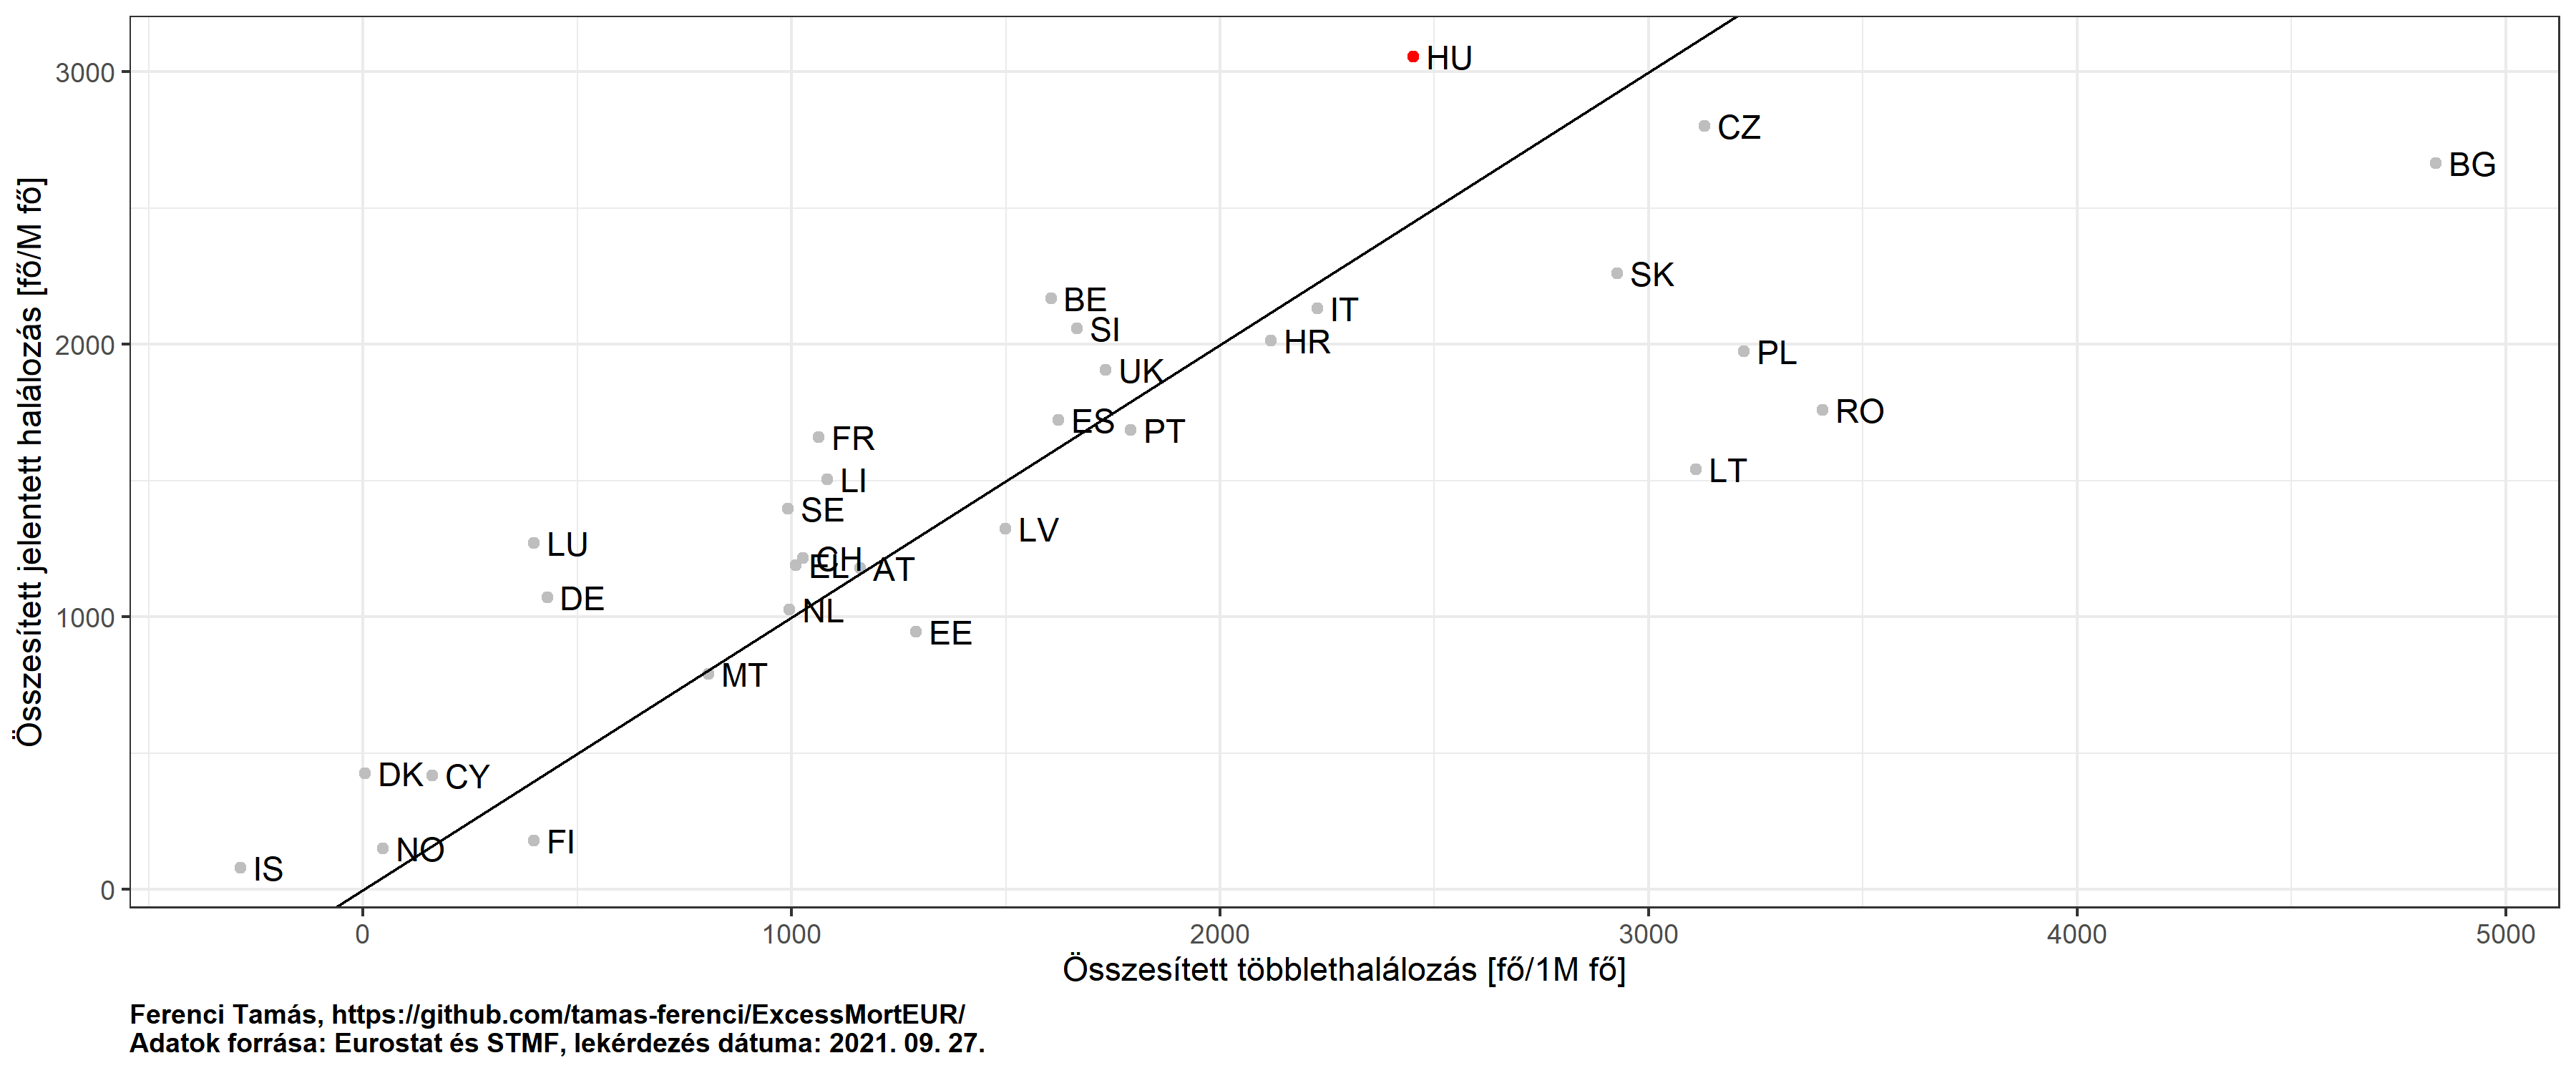 Összesített jelentett halálozás [fő/M fő]
3000
2000
1000
0
HU
CZ
BG
SK
BE
SI
IT
HR
UK
PL
ES
PT
RO
FR
LI
LT
SE
LV
LU
CH
EL
AT
DE
NL
EE
MT
DK
CY
FI
NO
IS
0
1000
2000
3000
4000
5000
Összesített többlethalálozás [fő/1M fő]
Ferenci Tamás, https://github.com/tamas-ferenci/ExcessMortEUR/
Adatok forrása: Eurostat és STMF, lekérdezés dátuma: 2021. 09. 27.